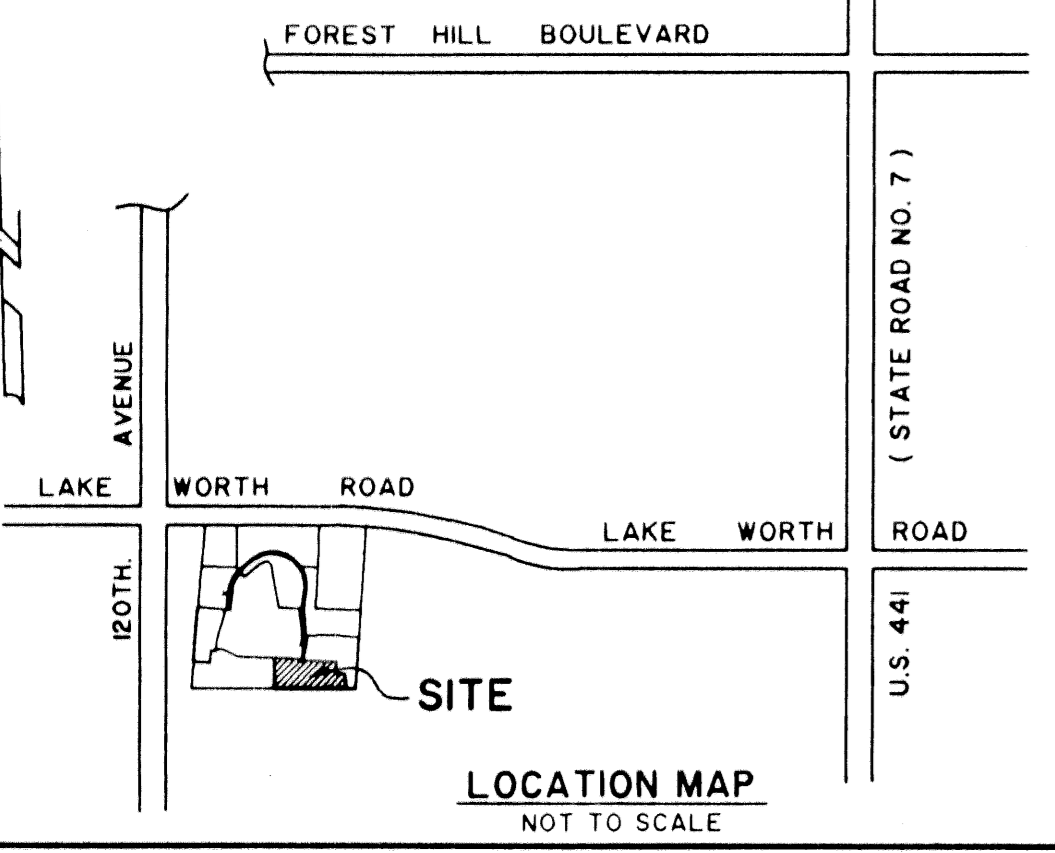 FOREST HILL BOULEVARD
( STATE ROAD NO. 7 )
AVENUE
LAKE WORTH ROAD
LAKE WORTH ROAD
120TH.
U.S. 441
SITE
LOCATION MAP
NOT TO SCALE